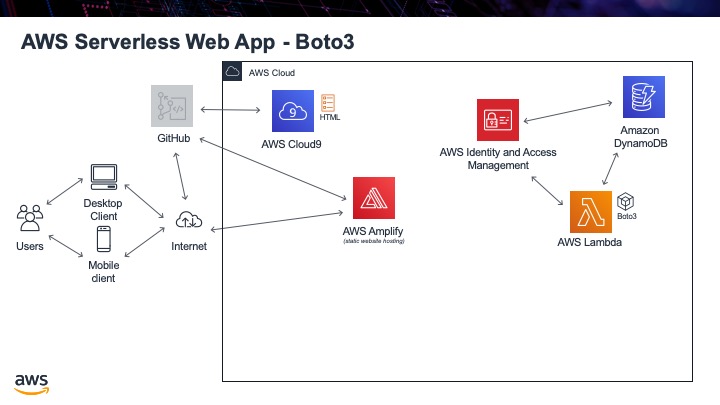 AWS Serverless Web App - Boto3
AWS Cloud
GitHub
9
HTML
AWS Cloud9
AWS Identity and Access
Management
Amazon
DynamoDB
Desktop
Client
Users
Internet
Mobile
client
AWS Amplify
(static website hosting)
Boto3
AWS Lambda
aws